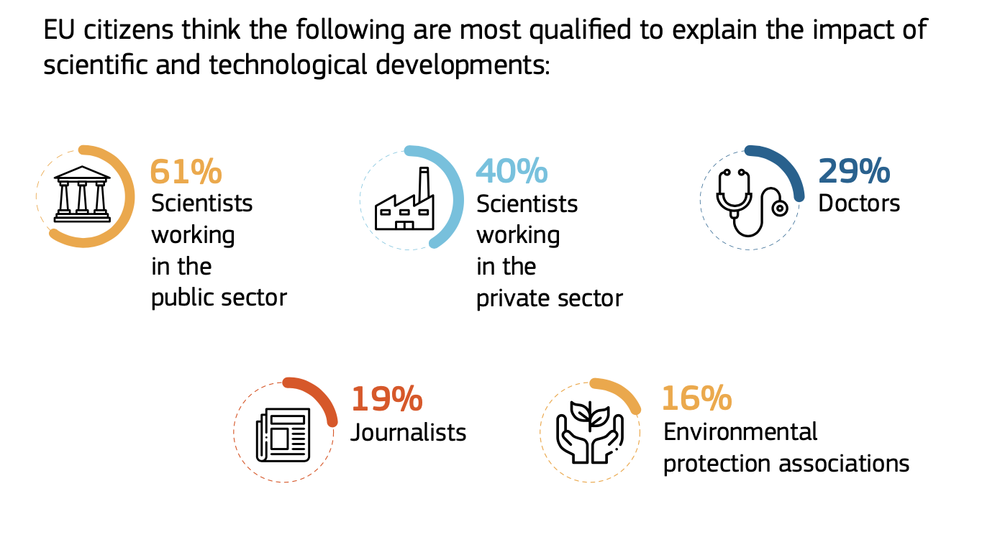 EU citizens think the following are most qualified to explain the impact of
scientific and technological developments:
61%
Scientists
working
in the
public sector
40%
Scientists
working
in the
private sector
29%
Doctors
19%
Journalists
16%
Environmental
protection associations